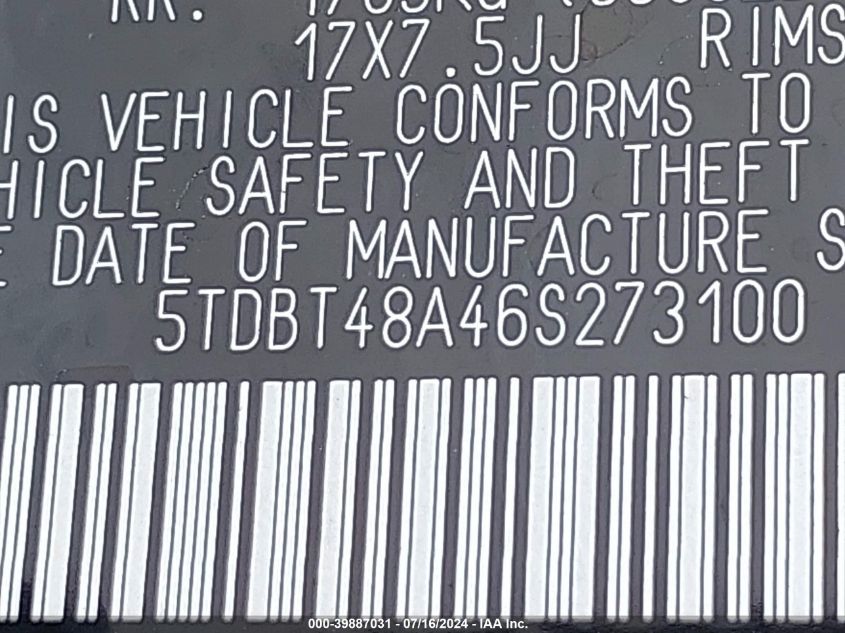 RR: 
17X7.5JJ RIMS
IS VEHICLE CONFORMS TO
HICLE SAFETY AND THEFT
E DATE OF MANUFACTURE S
5TDBT48A46S273100
000-39887031 - 07/16/2024 - IAA Inc.